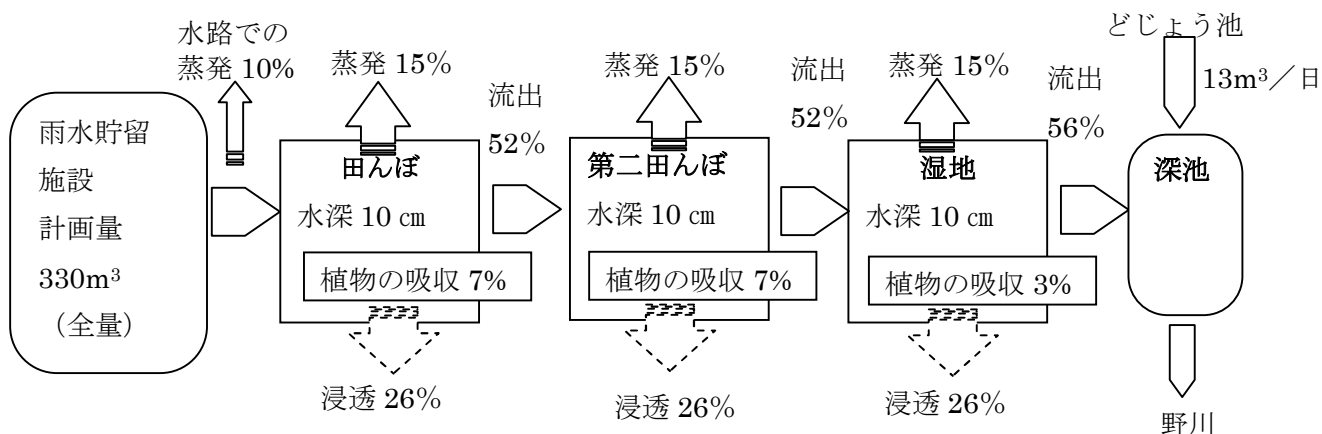 水路での
蒸発 10%
雨水貯留
施設
計画量
330m³
（全量）
蒸発 15%
田んぼ
水深 10 ㎝
植物の吸収 7%
浸透 26%
流出
52%
蒸発 15%
第二田んぼ
水深 10 ㎝
植物の吸収 7%
浸透 26%
流出
52%
蒸発 15%
湿地
水深 10 ㎝
植物の吸収 3%
浸透 26%
流出
56%
どじょう池
13m³／日
深池
野川